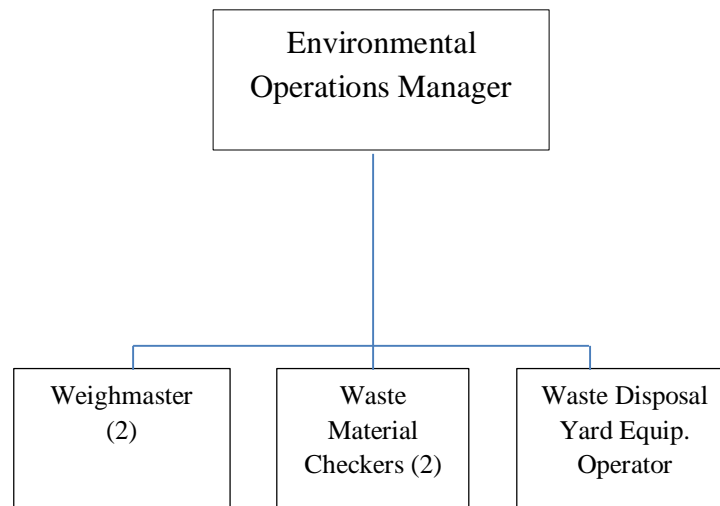 Environmental
Operations Manager
Weighmaster
(2)
Waste
Material
Checkers (2)
Waste Disposal
Yard Equip.
Operator